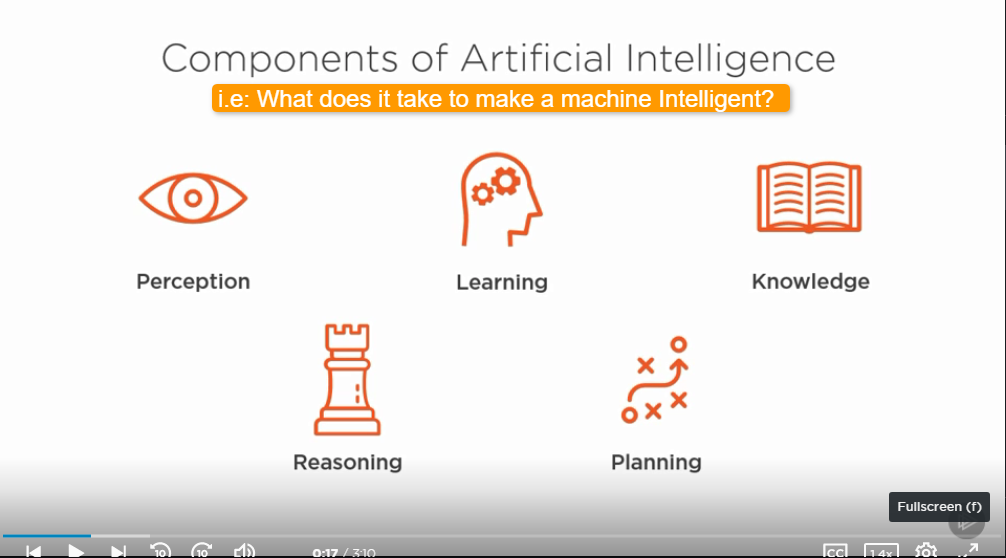 Components of Artificial Intelligence
i.e: What does it take to make a machine Intelligent?
Perception
Learning
Knowledge
Reasoning
Planning
Fullscreen (f)
10
10
0:17 / 3:10
CC
1.4x